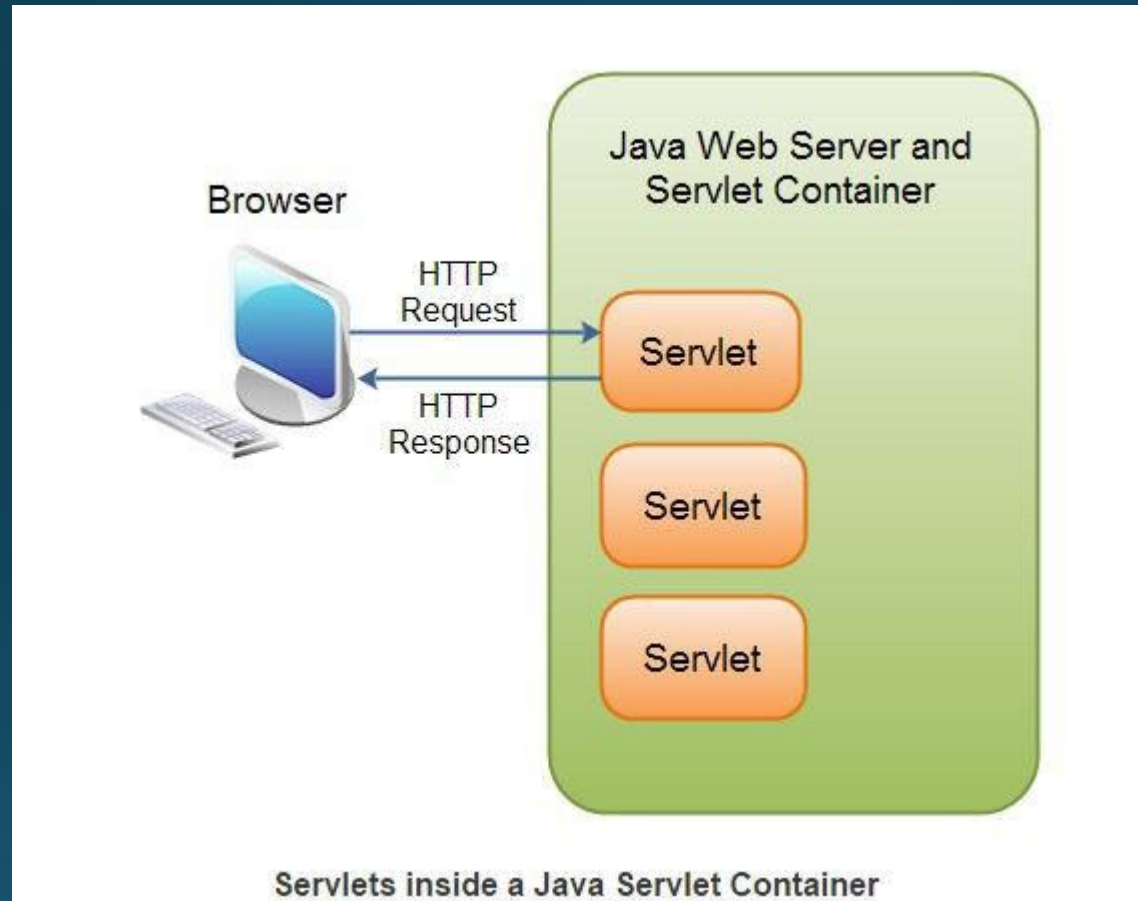 Java Web Server and
Servlet Container
Browser
HTTP
Request
Servlet
HTTP
Response
Servlet
Servlet
Servlets inside a Java Servlet Container